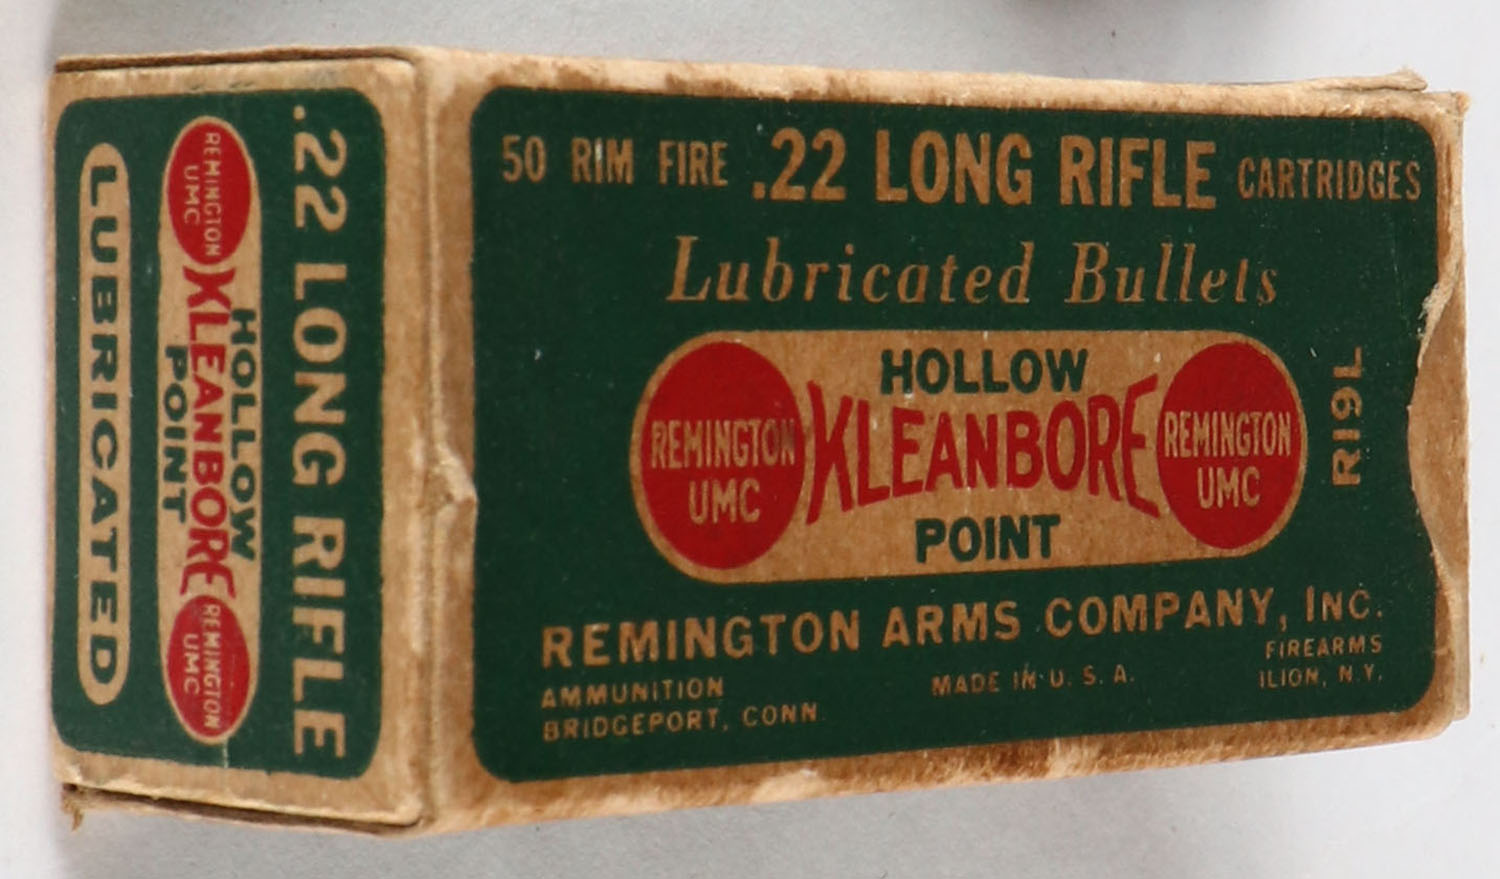 .22 LONG RIFLE
REMINGTON
UMC
HOLLOW
KLEANBORE
POINT
REMINGTON
UMC
LUBRICATED
50 RIM FIRE .22 LONG RIFLE CARTRIDGES
Lubricated Bullets
HOLLOW
REMINGTON
UMC
KLEANBORE
REMINGTON
UMC
POINT
R19L
REMINGTON ARMS COMPANY, INC.
AMMUNITION
BRIDGEPORT, CONN.
MADE IN U. S. A.
FIREARMS
ILION, N.Y.